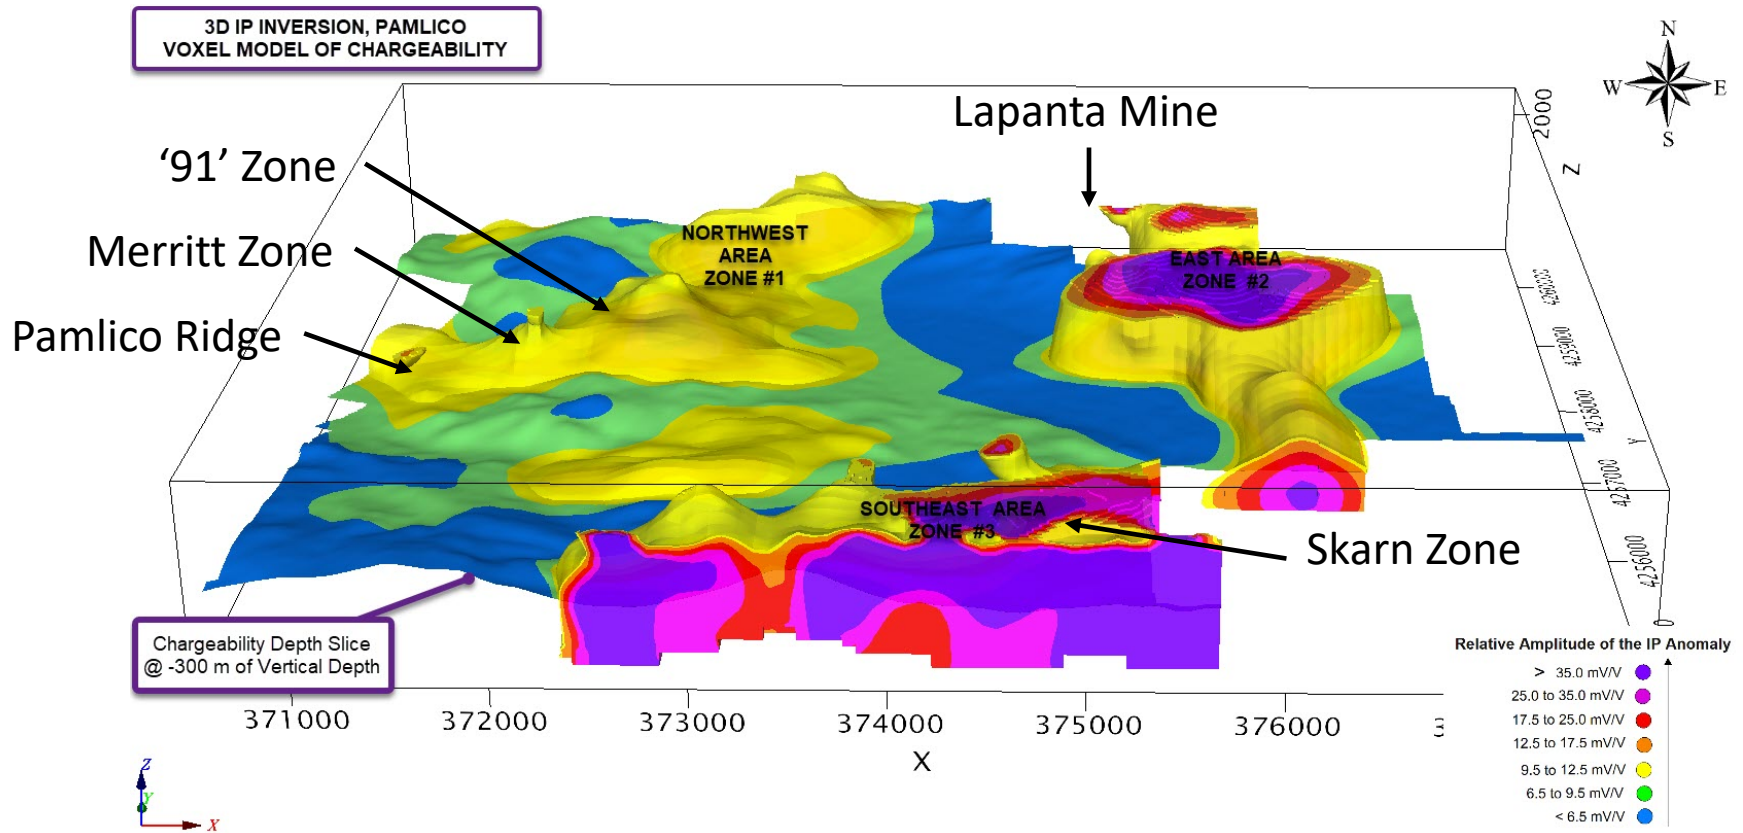 3D IP INVERSION, PAMLICO
VOXEL MODEL OF CHARGEABILITY
N
W
E
S
Lapanta Mine
2000
Z
'91' Zone
Merritt Zone
Pamlico Ridge
NORTHWEST
AREA
ZONE #1
EAST AREA
ZONE #2
4259000
4258000
Y
4257000
4256000
SOUTHEAST AREA
ZONE #3
Skarn Zone
0
Chargeability Depth Slice
@ -300 m of Vertical Depth
371000
372000
373000
374000
375000
376000
X
Relative Amplitude of the IP Anomaly
> 35.0 mV/V
25.0 to 35.0 mV/V
17.5 to 25.0 mV/V
12.5 to 17.5 mV/V
9.5 to 12.5 mV/V
6.5 to 9.5 mV/V
< 6.5 mV/V
Z
Y
X